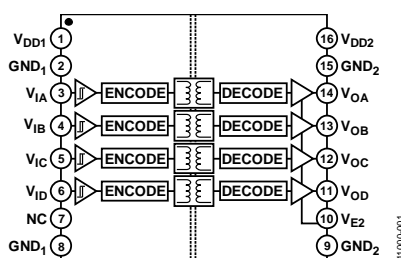 VDD1 1 16 VDD2
GND1 2 15 GND2
VIA 3 ENCODE DECODE 14 VOA
VIB 4 ENCODE DECODE 13 VOB
VIC 5 ENCODE DECODE 12 VOC
VID 6 ENCODE DECODE 11 VOD
NC 7 10 VE2
GND1 8 9 GND2